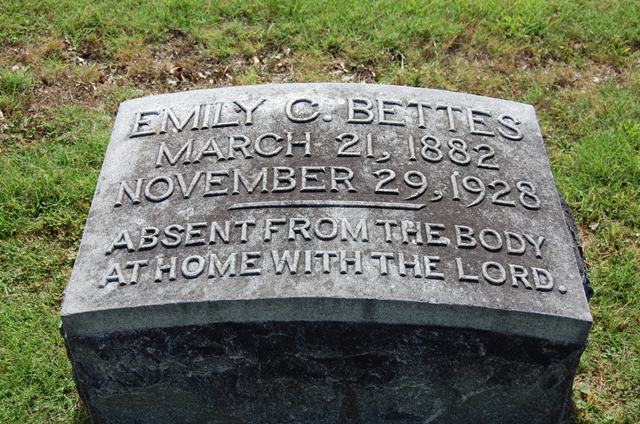 EMILY C. BETTES
MARCH 21, 1882
NOVEMBER 29, 1928
ABSENT FROM THE BODY
AT HOME WITH THE LORD.